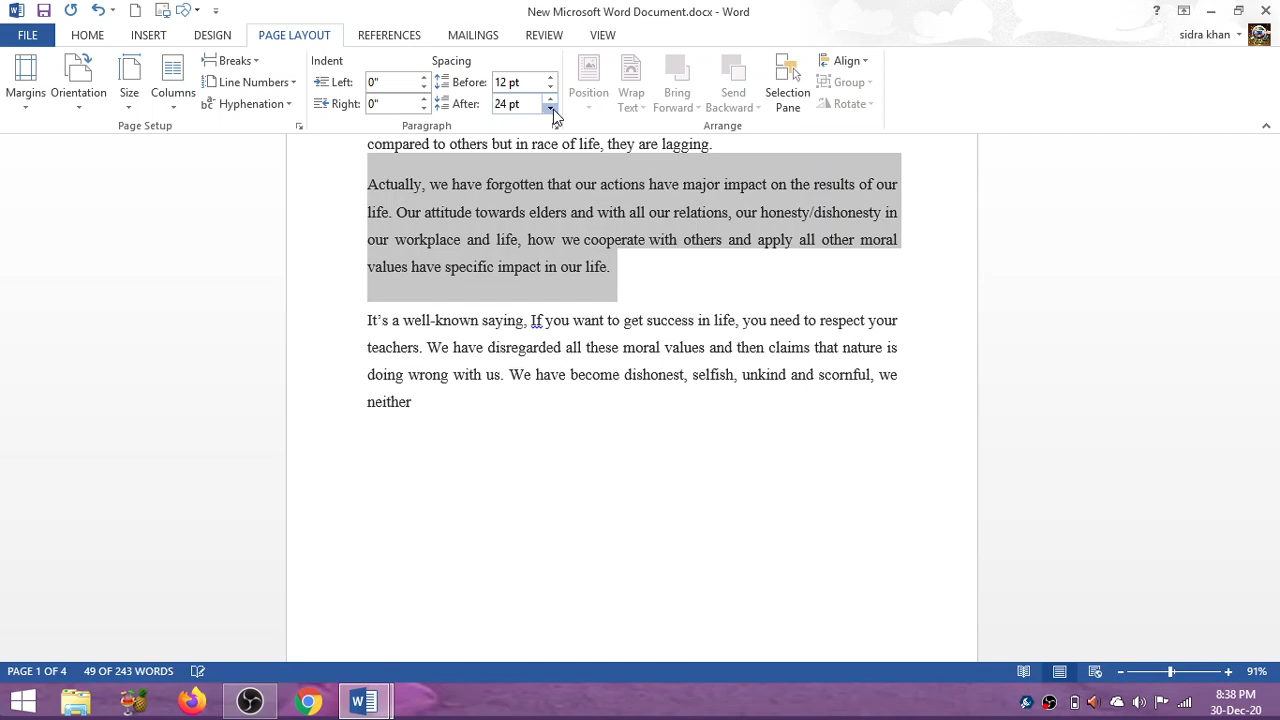 New Microsoft Word Document.docx - Word
?
FILE HOME INSERT DESIGN PAGE LAYOUT REFERENCES MAILINGS REVIEW VIEW sidra khan
Margins Orientation Size Columns
Breaks
Line Numbers
Hyphenation
Page Setup
Indent Spacing
Left: 0" Before: 12 pt
Right: 0" After: 24 pt
Paragraph
Position Wrap Text Bring Forward Send Backward Selection Pane
Align
Group
Rotate
Arrange
compared to others but in race of life, they are lagging.
Actually, we have forgotten that our actions have major impact on the results of our
life. Our attitude towards elders and with all our relations, our honesty/dishonesty in
our workplace and life, how we cooperate with others and apply all other moral
values have specific impact in our life.
It’s a well-known saying, If you want to get success in life, you need to respect your
teachers. We have disregarded all these moral values and then claims that nature is
doing wrong with us. We have become dishonest, selfish, unkind and scornful, we
neither
PAGE 1 OF 4 49 OF 243 WORDS 91%
8:38 PM
30-Dec-20